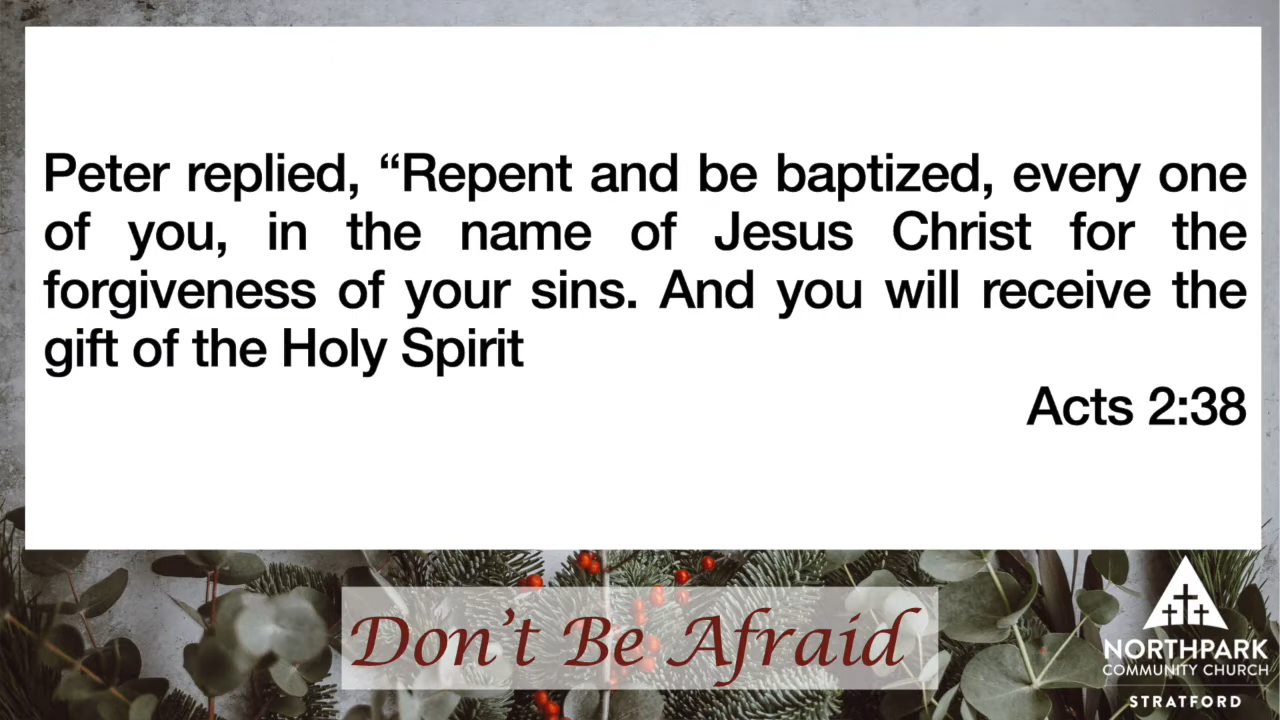 Peter replied, “Repent and be baptized, every one
of you, in the name of Jesus Christ for the
forgiveness of your sins. And you will receive the
gift of the Holy Spirit
Acts 2:38
Don’t Be Afraid
NORTHPARK
COMMUNITY CHURCH
STRATFORD